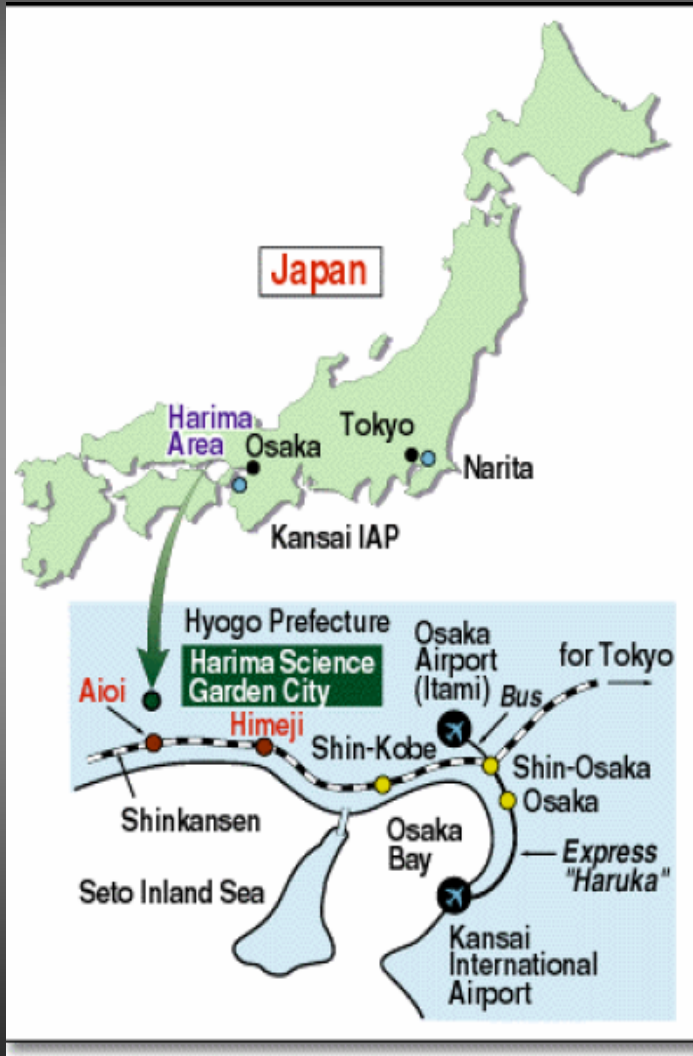 Japan
Harima
Area
Osaka
Tokyo
Narita
Kansai IAP
Hyogo Prefecture
Harima Science
Garden City
Osaka
Airport
(Itami)
for Tokyo
Bus
Aioi
Himeji
Shin-Kobe
Shin-Osaka
Osaka
Shinkansen
Osaka
Bay
Express
"Haruka"
Seto Inland Sea
Kansai
International
Airport